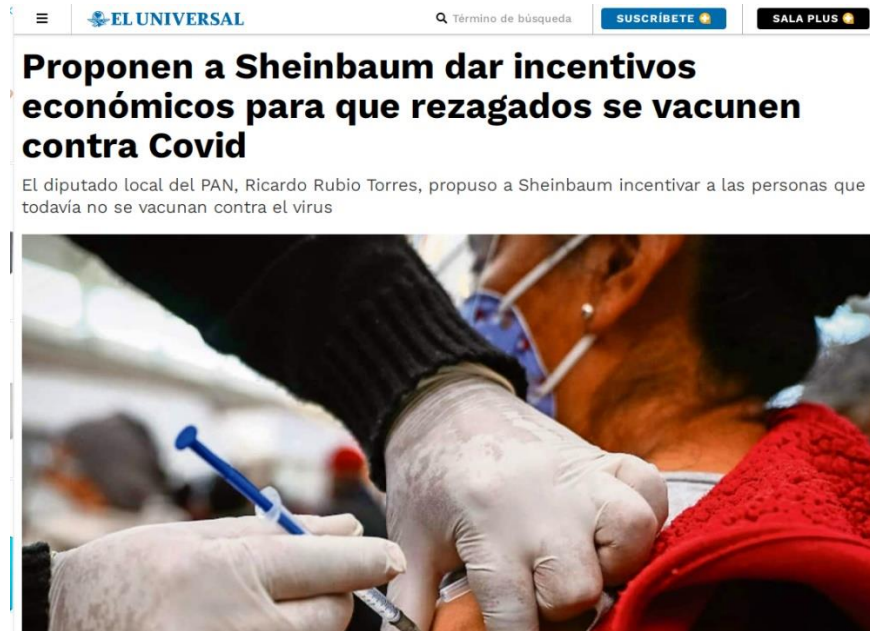 EL UNIVERSAL
Término de búsqueda
SUSCRÍBETE
SALA PLUS
Proponen a Sheinbaum dar incentivos
económicos para que rezagados se vacunen
contra Covid
El diputado local del PAN, Ricardo Rubio Torres, propuso a Sheinbaum incentivar a las personas que
todavía no se vacunan contra el virus